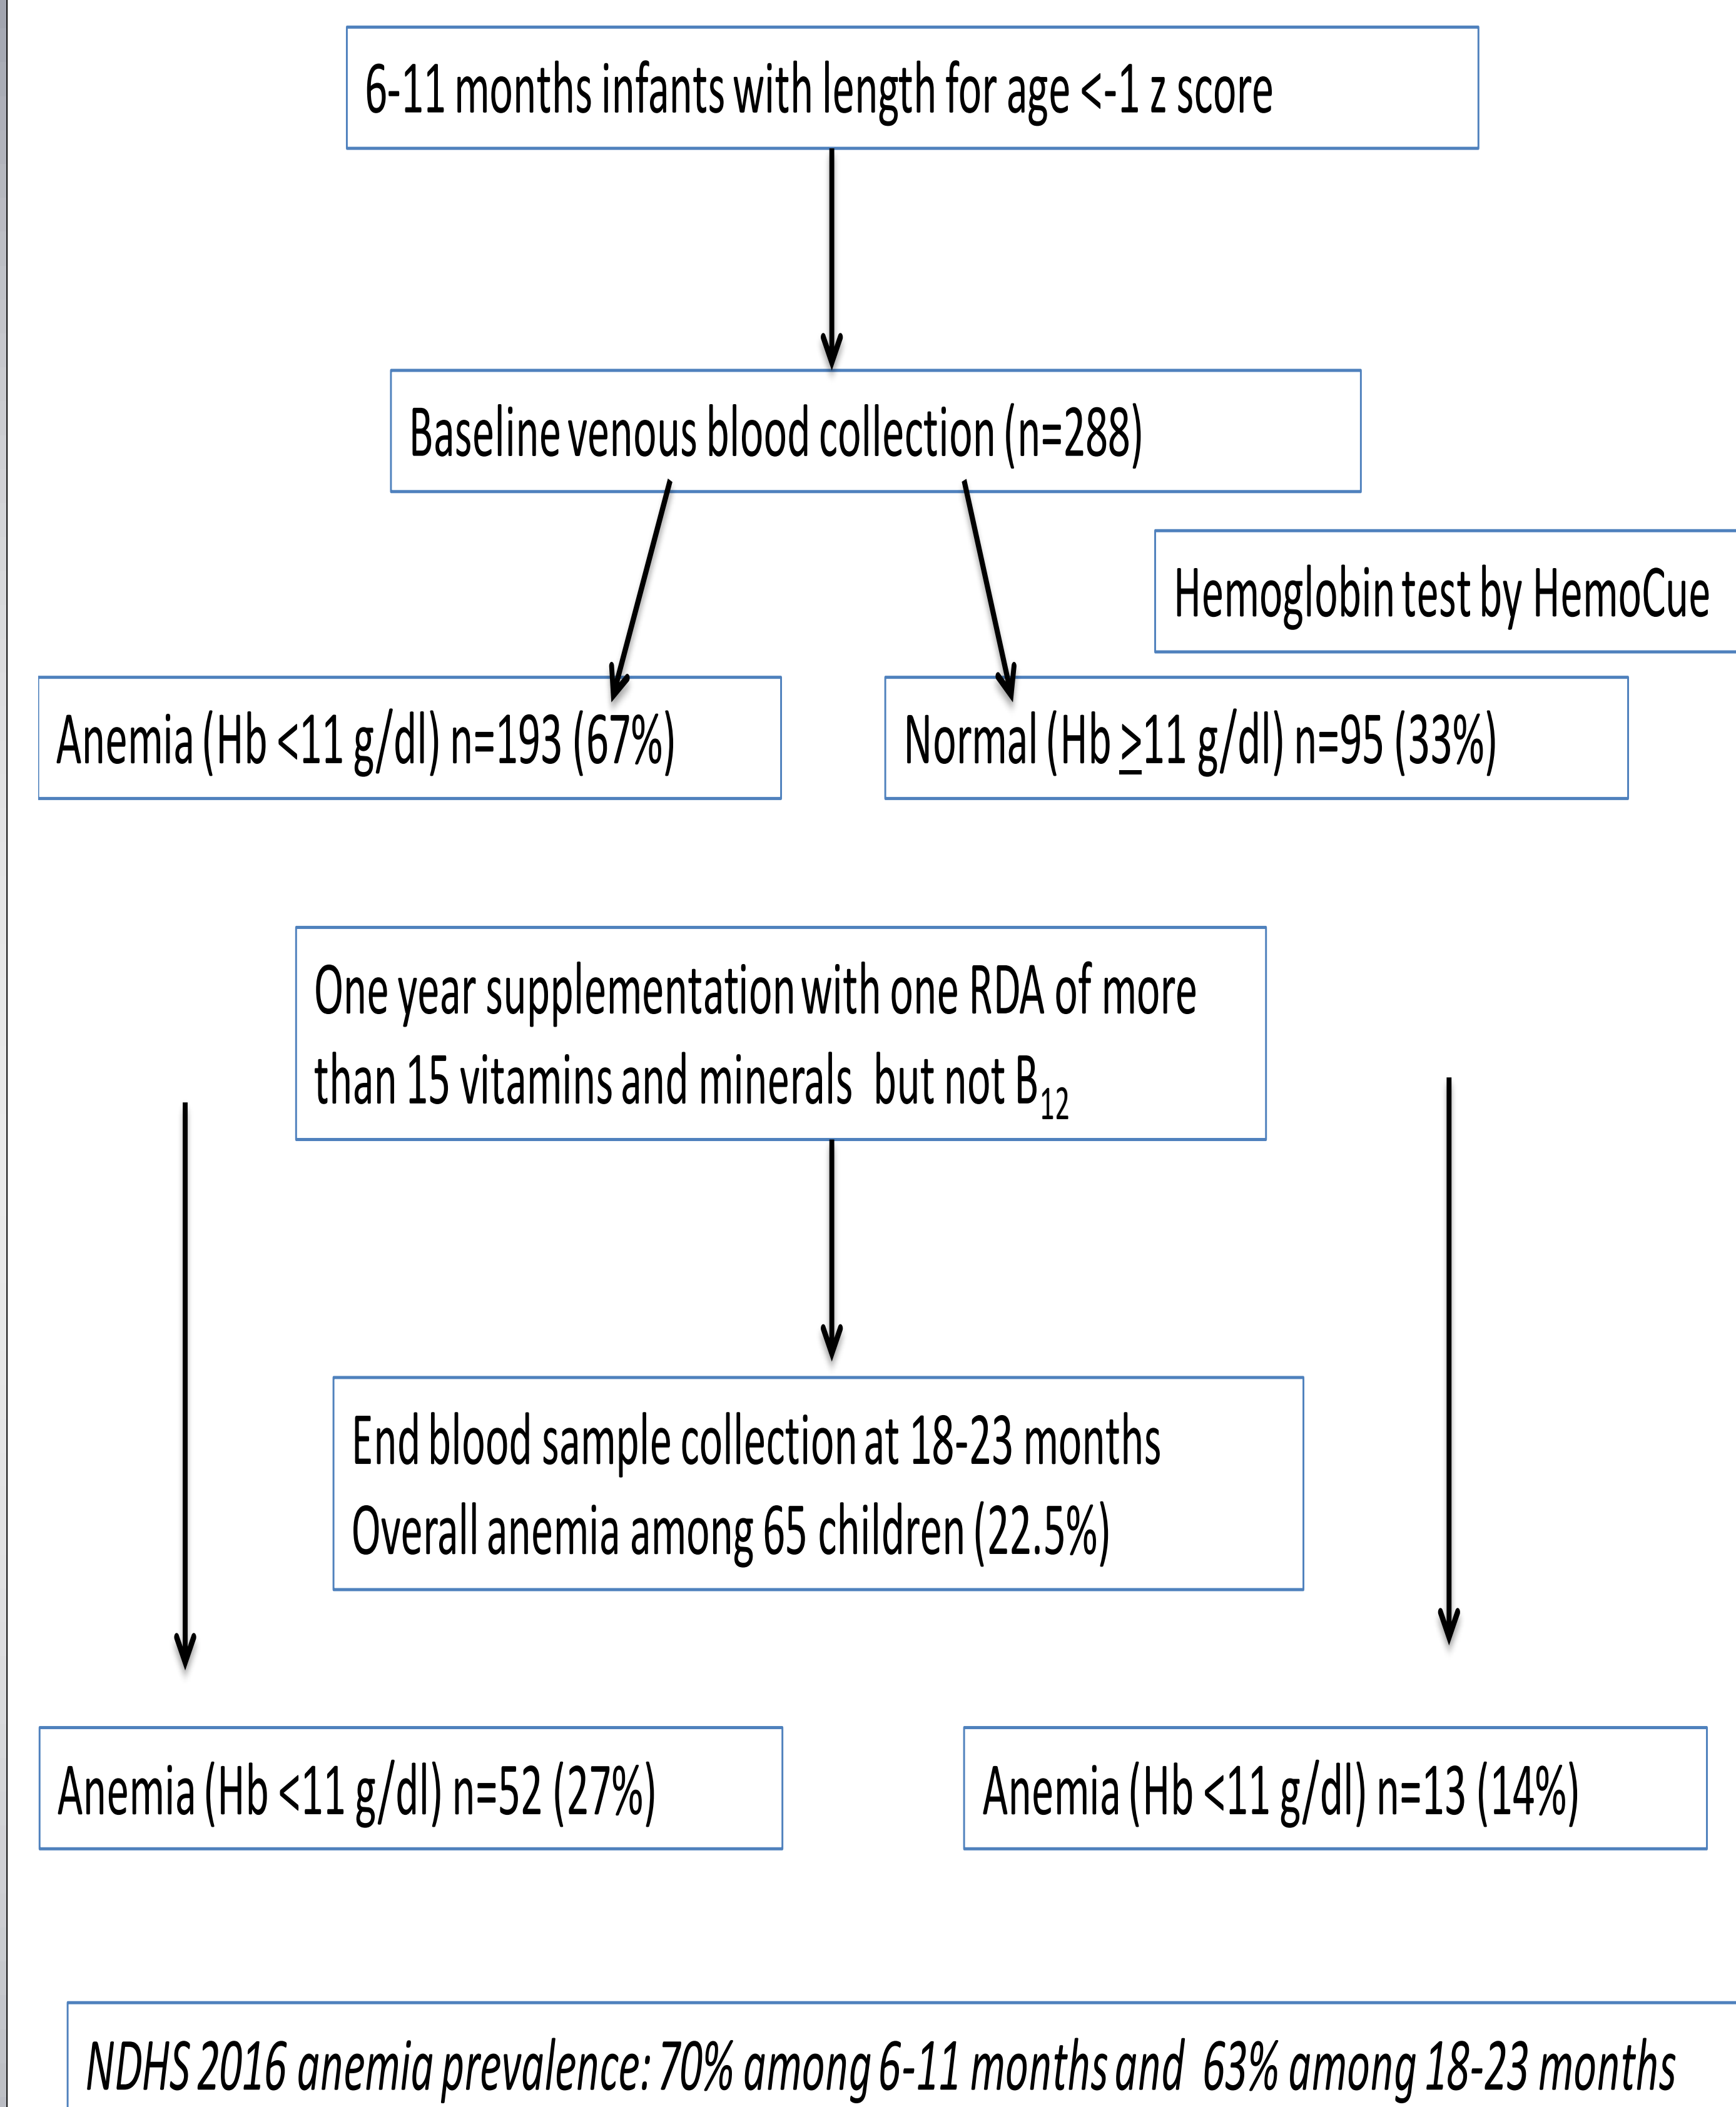 6-11 months infants with length for age <-1 z score
Baseline venous blood collection (n=288)
Hemoglobin test by HemoCue
Anemia (Hb <11 g/dl) n=193 (67%)
Normal (Hb >11 g/dl) n=95 (33%)
One year supplementation with one RDA of more
than 15 vitamins and minerals but not B12
End blood sample collection at 18-23 months
Overall anemia among 65 children (22.5%)
Anemia (Hb <11 g/dl) n=52 (27%)
Anemia (Hb <11 g/dl) n=13 (14%)
NDHS 2016 anemia prevalence: 70% among 6-11 months and 63% among 18-23 months